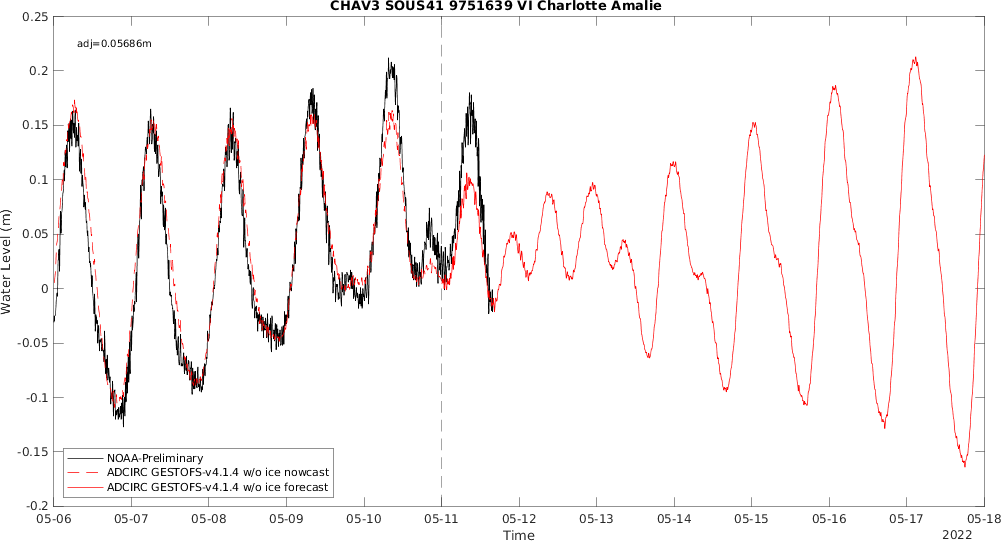 CHAV3 SOUS41 9751639 VI Charlotte Amalie
0.25
adj=0.05686m
0.2
0.15
0.1
0.05
0
-0.05
-0.1
-0.15
-0.2
Water Level (m)
NOAA-Preliminary
ADCIRC GESTOFS-v4.1.4 w/o ice nowcast
ADCIRC GESTOFS-v4.1.4 w/o ice forecast
05-06 05-07 05-08 05-09 05-10 05-11 05-12 05-13 05-14 05-15 05-16 05-17 05-18
Time
2022